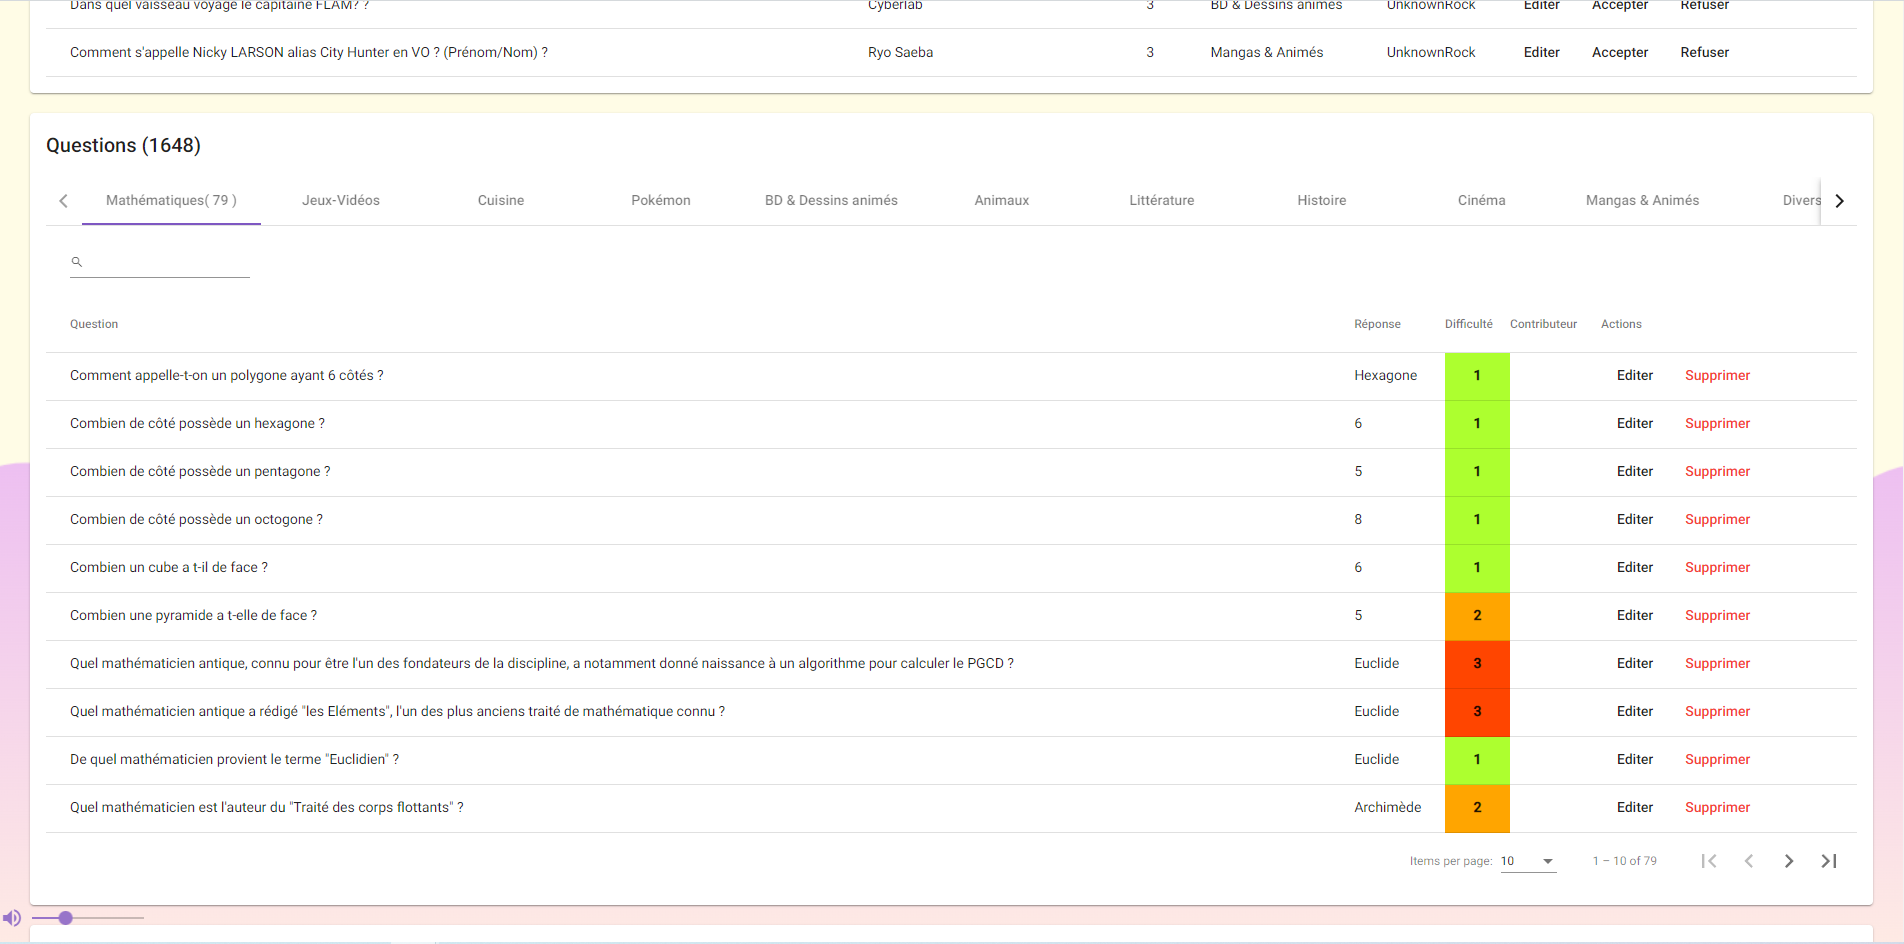 Dans quel vaisseau voyage le capitaine FLAM? ? Cyberlab 3 BD & Dessins animés UnknownRock Editer Accepter Refuser
Comment s'appelle Nicky LARSON alias City Hunter en VO ? (Prénom/Nom) ? Ryo Saeba 3 Mangas & Animés UnknownRock Editer Accepter Refuser
Questions (1648)
Mathématiques( 79 ) Jeux-Vidéos Cuisine Pokémon BD & Dessins animés Animaux Littérature Histoire Cinéma Mangas & Animés Divers
Question Réponse Difficulté Contributeur Actions
Comment appelle-t-on un polygone ayant 6 côtés ? Hexagone 1 Editer Supprimer
Combien de côté possède un hexagone ? 6 1 Editer Supprimer
Combien de côté possède un pentagone ? 5 1 Editer Supprimer
Combien de côté possède un octogone ? 8 1 Editer Supprimer
Combien un cube a t-il de face ? 6 1 Editer Supprimer
Combien une pyramide a t-elle de face ? 5 2 Editer Supprimer
Quel mathématicien antique, connu pour être l'un des fondateurs de la discipline, a notamment donné naissance à un algorithme pour calculer le PGCD ? Euclide 3 Editer Supprimer
Quel mathématicien antique a rédigé "les Eléments", l'un des plus anciens traité de mathématique connu ? Euclide 3 Editer Supprimer
De quel mathématicien provient le terme "Euclidien" ? Euclide 1 Editer Supprimer
Quel mathématicien est l'auteur du "Traité des corps flottants" ? Archimède 2 Editer Supprimer
Items per page: 10 1 – 10 of 79